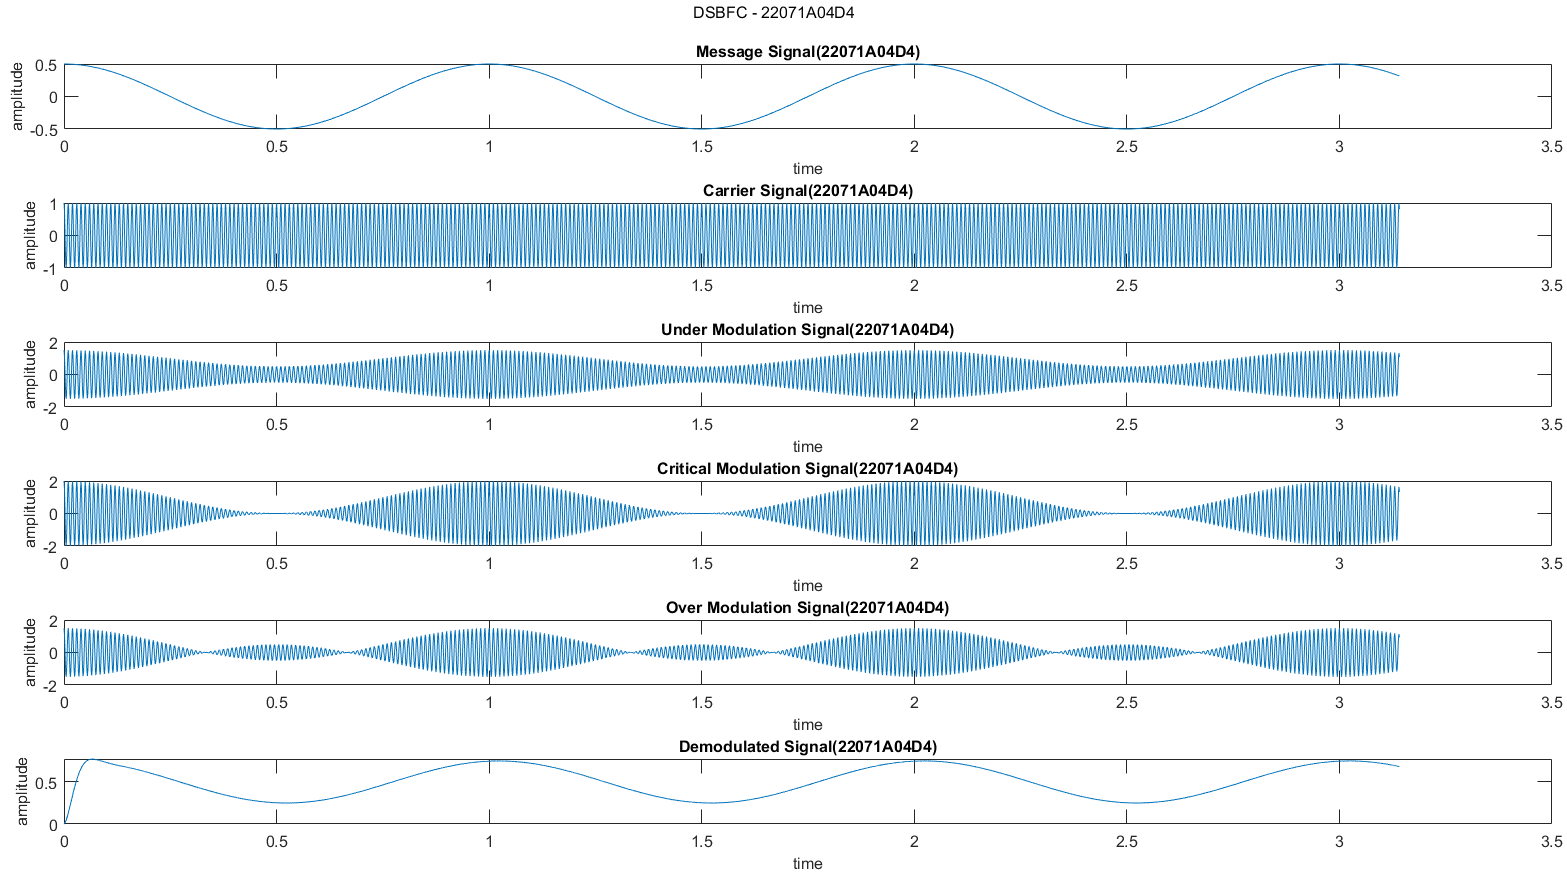 DSBFC - 22071A04D4
Message Signal(22071A04D4)
amplitude
0.5
0
-0.5
0 0.5 1 1.5 2 2.5 3 3.5
time
Carrier Signal(22071A04D4)
amplitude
1
0
-1
0 0.5 1 1.5 2 2.5 3 3.5
time
Under Modulation Signal(22071A04D4)
amplitude
2
0
-2
0 0.5 1 1.5 2 2.5 3 3.5
time
Critical Modulation Signal(22071A04D4)
amplitude
2
0
-2
0 0.5 1 1.5 2 2.5 3 3.5
time
Over Modulation Signal(22071A04D4)
amplitude
2
0
-2
0 0.5 1 1.5 2 2.5 3 3.5
time
Demodulated Signal(22071A04D4)
amplitude
0.5
0
0 0.5 1 1.5 2 2.5 3 3.5
time